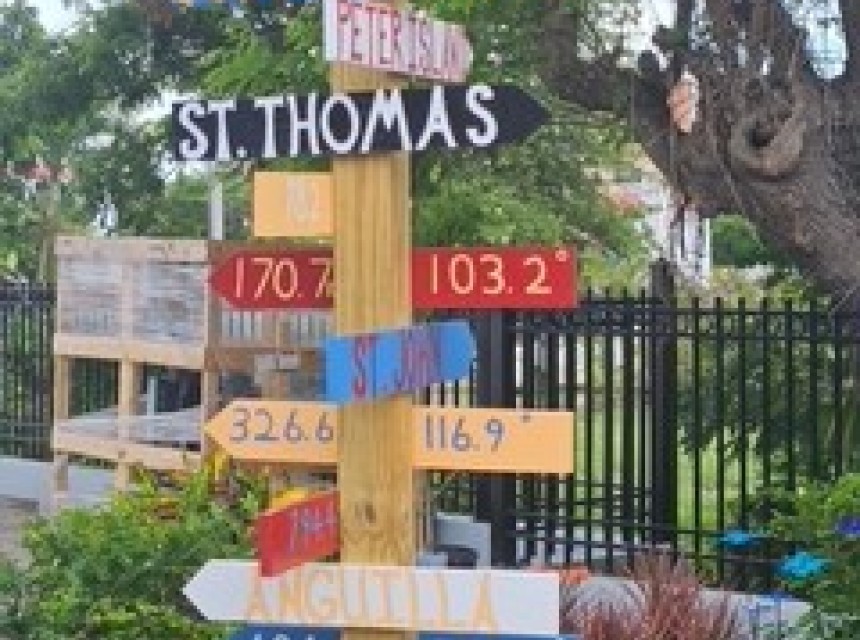 PETER ISLAND
ST. THOMAS
170.7 103.2°
ST. JOHN
326.6 116.9°
ANGUILLA